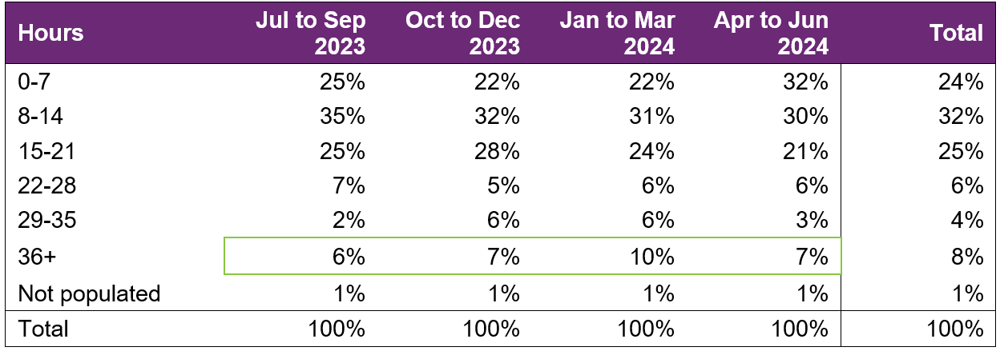 Hours Jul to Sep 2023 Oct to Dec 2023 Jan to Mar 2024 Apr to Jun 2024 Total
0-7 25% 22% 22% 32% 24%
8-14 35% 32% 31% 30% 32%
15-21 25% 28% 24% 21% 25%
22-28 7% 5% 6% 6% 6%
29-35 2% 6% 6% 3% 4%
36+ 6% 7% 10% 7% 8%
Not populated 1% 1% 1% 1% 1%
Total 100% 100% 100% 100% 100%